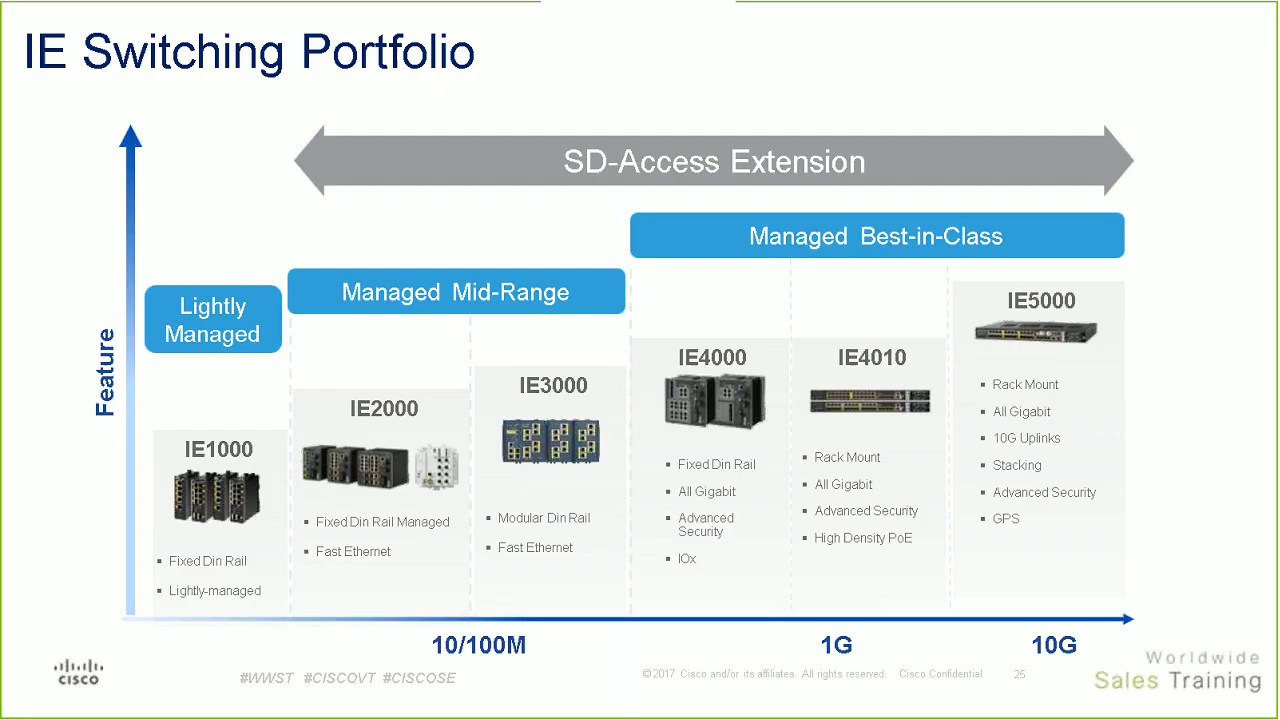 IE Switching Portfolio
SD-Access Extension
Managed Best-in-Class
Managed Mid-Range
Lightly
Managed
Feature
IE1000
▪ Fixed Din Rail
▪ Lightly-managed
IE2000
▪ Fixed Din Rail Managed
▪ Fast Ethernet
IE3000
▪ Modular Din Rail
▪ Fast Ethernet
IE4000
▪ Fixed Din Rail
▪ All Gigabit
▪ Advanced
Security
▪ IOx
IE4010
▪ Rack Mount
▪ All Gigabit
▪ Advanced Security
▪ High Density PoE
IE5000
▪ Rack Mount
▪ All Gigabit
▪ 10G Uplinks
▪ Stacking
▪ Advanced Security
▪ GPS
10/100M
1G
10G
CISCO
#WWST #CISCOVT #CISCOSE
© 2017 Cisco and/or its affiliates. All rights reserved. Cisco Confidential
25
Worldwide
Sales Training